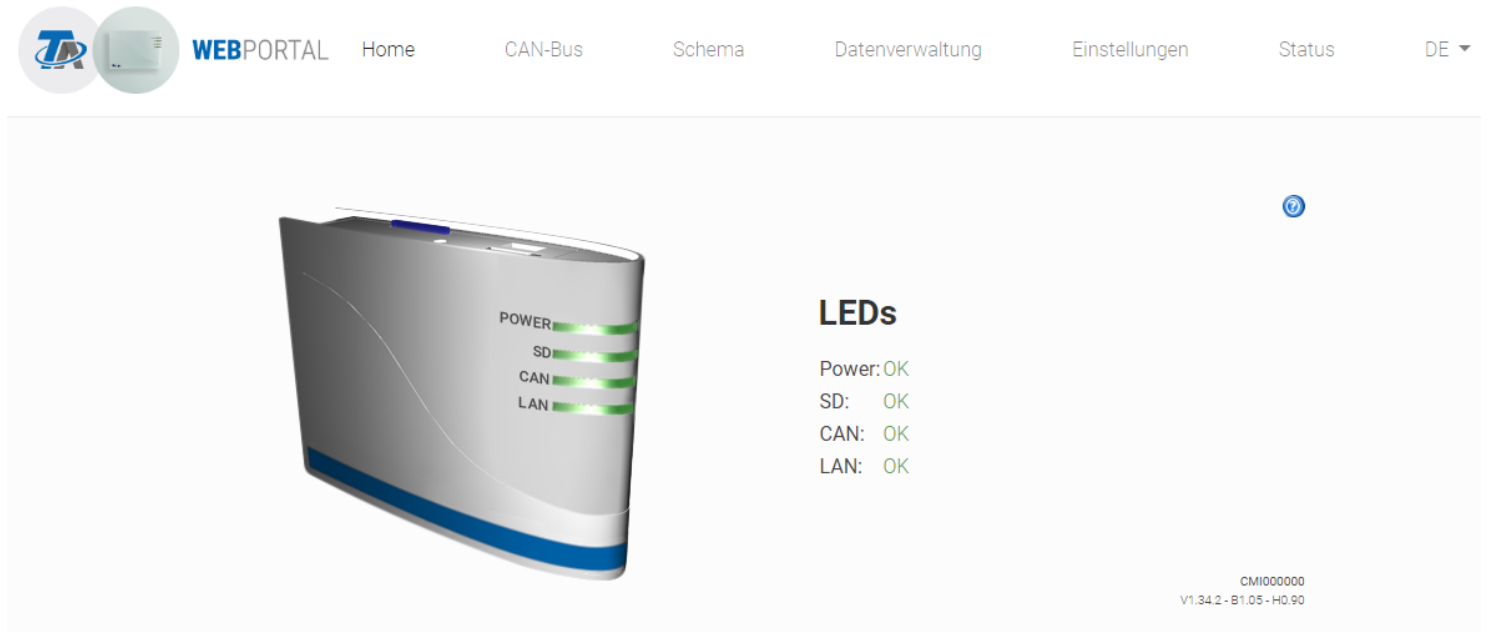 TA WEBPORTAL Home CAN-Bus Schema Datenverwaltung Einstellungen Status DE
POWER
SD
CAN
LAN
LEDs
Power: OK
SD: OK
CAN: OK
LAN: OK
CMI000000
V1.34.2 - B1.05 - H0.90